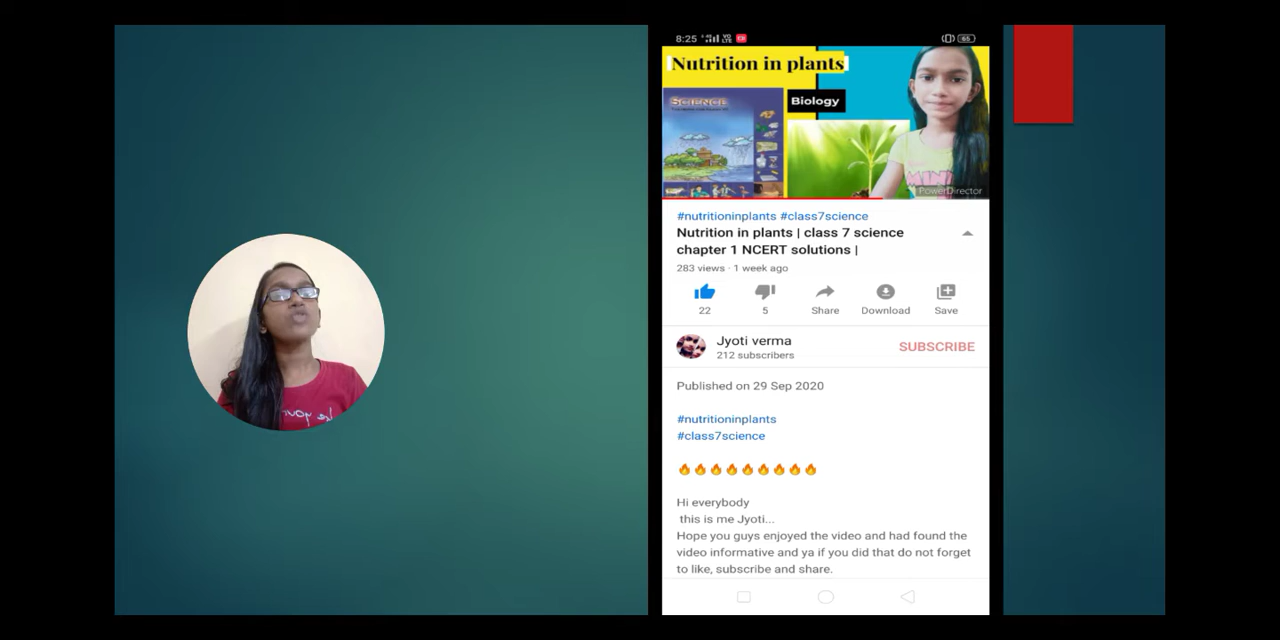 8:25
65
Nutrition in plants
SCIENCE
Biology
PowerDirector
#nutritioninplants #class7science
Nutrition in plants | class 7 science
chapter 1 NCERT solutions |
283 views · 1 week ago
22
5
Share
Download
Save
Jyoti verma
212 subscribers
SUBSCRIBE
Published on 29 Sep 2020
#nutritioninplants
#class7science
Hi everybody
this is me Jyoti...
Hope you guys enjoyed the video and had found the
video informative and ya if you did that do not forget
to like, subscribe and share.